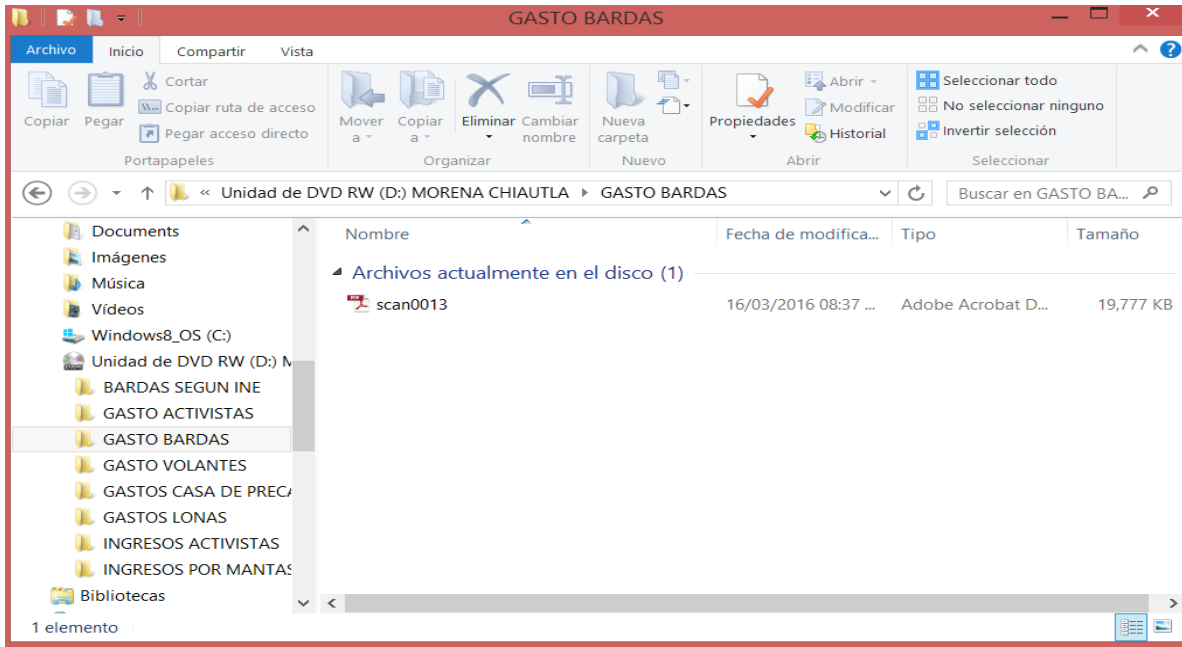 GASTO BARDAS
Archivo Inicio Compartir Vista
Copiar
Pegar
Cortar
Copiar ruta de acceso
Pegar acceso directo
Portapapeles
Mover a
Copiar a
Eliminar
Cambiar nombre
Organizar
Nueva carpeta
Nuevo
Propiedades
Abrir
Modificar
Historial
Abrir
Seleccionar todo
No seleccionar ninguno
Invertir selección
Seleccionar
« Unidad de DVD RW (D:) MORENA CHIAUTLA GASTO BARDAS
Buscar en GASTO BA...
Documents
Imágenes
Música
Vídeos
Windows8_OS (C:)
Unidad de DVD RW (D:) M
BARDAS SEGUN INE
GASTO ACTIVISTAS
GASTO BARDAS
GASTO VOLANTES
GASTOS CASA DE PRECA
GASTOS LONAS
INGRESOS ACTIVISTAS
INGRESOS POR MANTAS
Bibliotecas
Nombre Fecha de modifica... Tipo Tamaño
Archivos actualmente en el disco (1)
scan0013 16/03/2016 08:37 ... Adobe Acrobat D... 19,777 KB
1 elemento